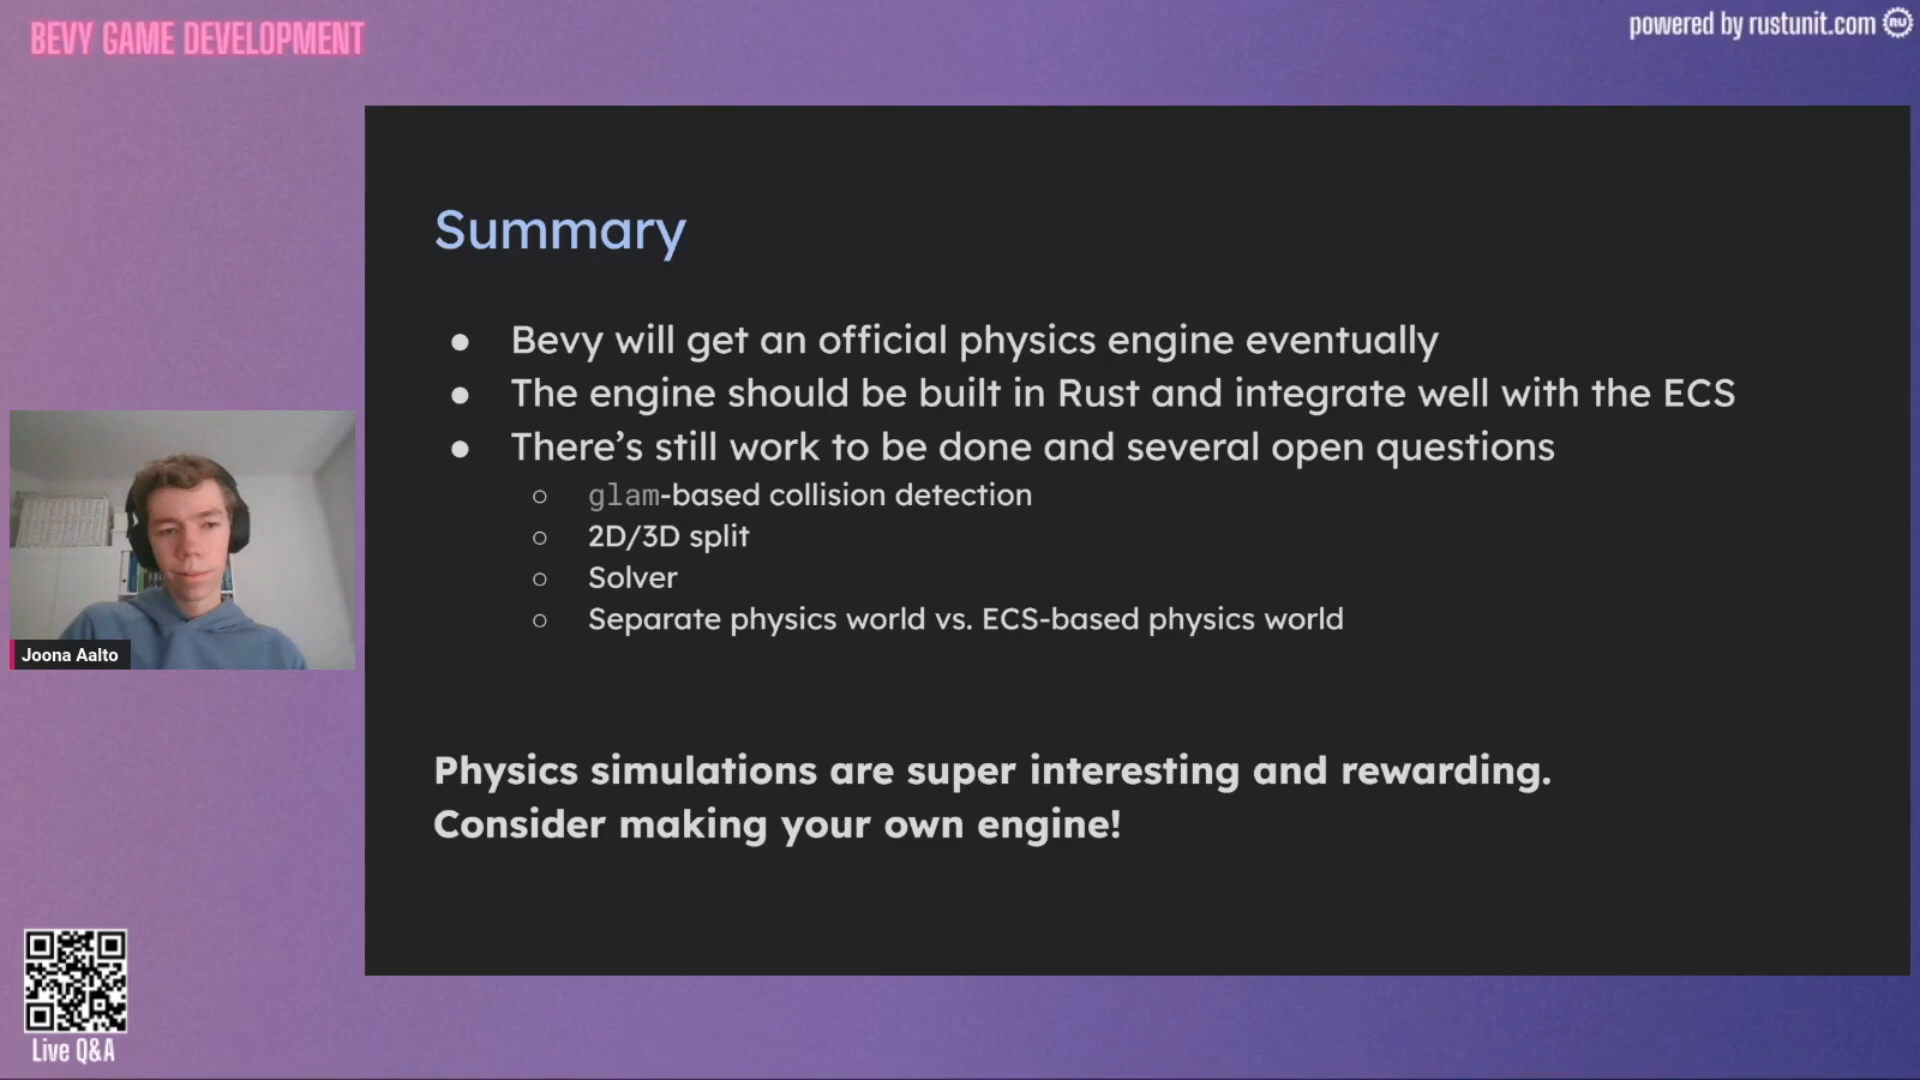 BEVY GAME DEVELOPMENT
powered by rustunit.com
RU
Summary
● Bevy will get an official physics engine eventually
● The engine should be built in Rust and integrate well with the ECS
● There’s still work to be done and several open questions
○ glam-based collision detection
○ 2D/3D split
○ Solver
○ Separate physics world vs. ECS-based physics world
Physics simulations are super interesting and rewarding.
Consider making your own engine!
Joona Aalto
Live Q&A